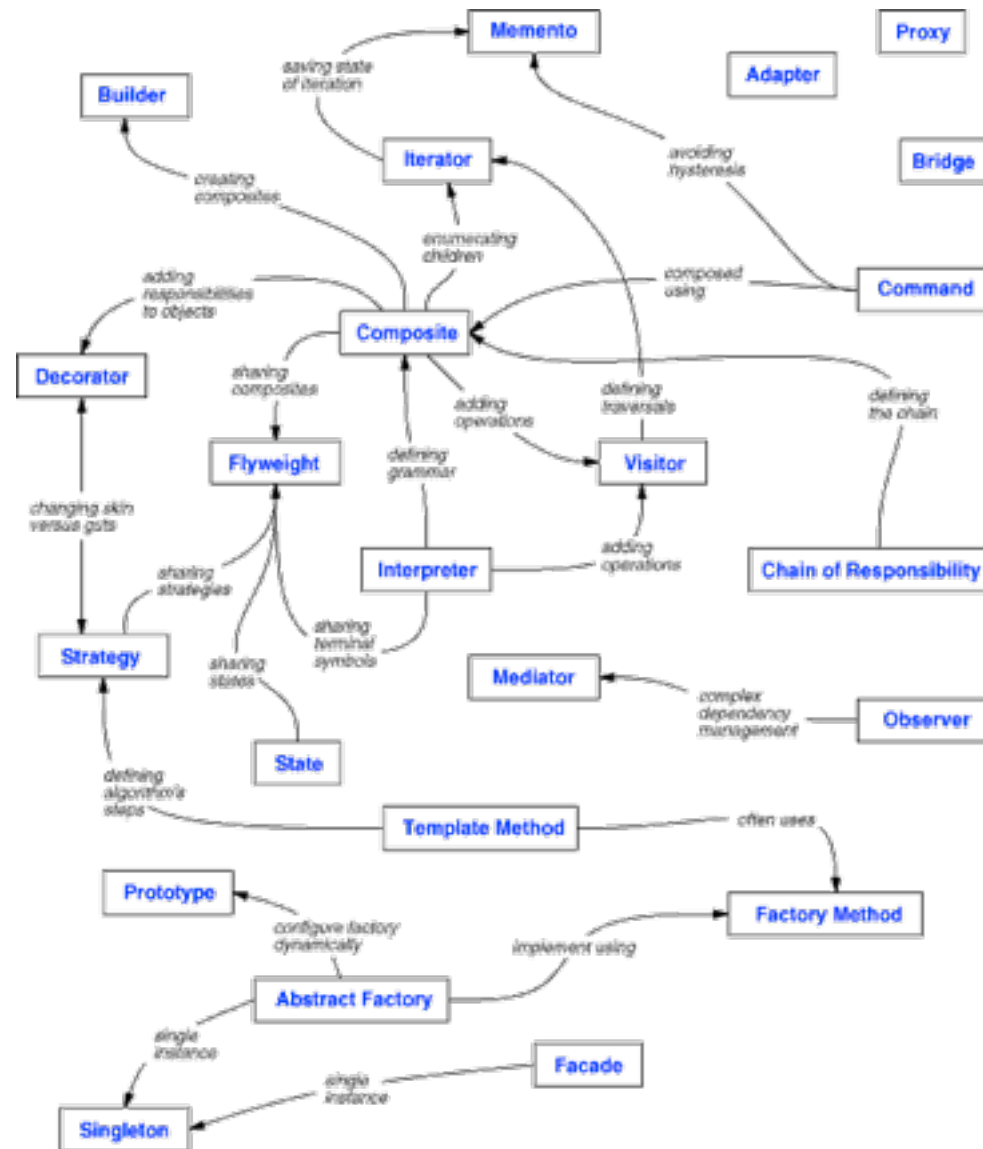 Memento
Proxy
Adapter
saving state
of iteration
Builder
Iterator
avoiding
hysteresis
Bridge
creating
composites
enumerating
children
adding
responsibilities
to objects
composed
using
Command
Composite
Decorator
sharing
composites
adding
operations
defining
traversals
defining
the chain
Flyweight
defining
grammar
Visitor
changing skin
versus guts
sharing
strategies
Interpreter
adding
operations
Chain of Responsibility
Strategy
sharing
states
sharing
terminal
symbols
Mediator
complex
dependency
management
Observer
State
defining
algorithm's
steps
Template Method
often uses
Prototype
configure factory
dynamically
implement using
Factory Method
Abstract Factory
single
instance
Facade
single
instance
Singleton